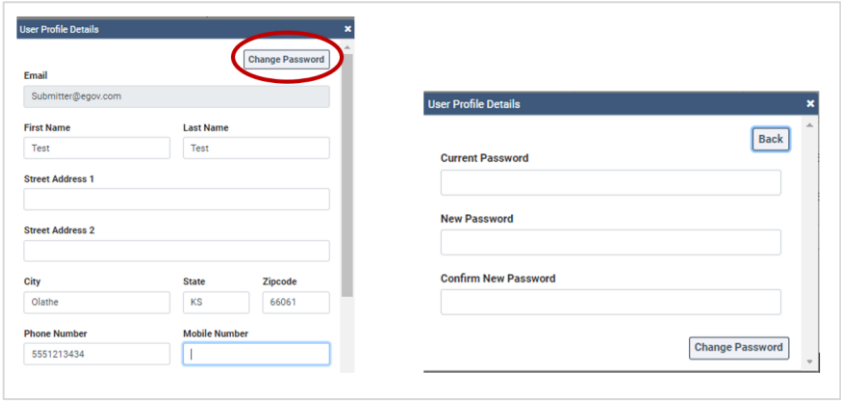 User Profile Details ×
Change Password
Email
Submitter@egov.com
First Name Last Name
Test Test
Street Address 1
Street Address 2
City State Zipcode
Olathe KS 66061
Phone Number Mobile Number
5551213434
User Profile Details ×
Back
Current Password
New Password
Confirm New Password
Change Password